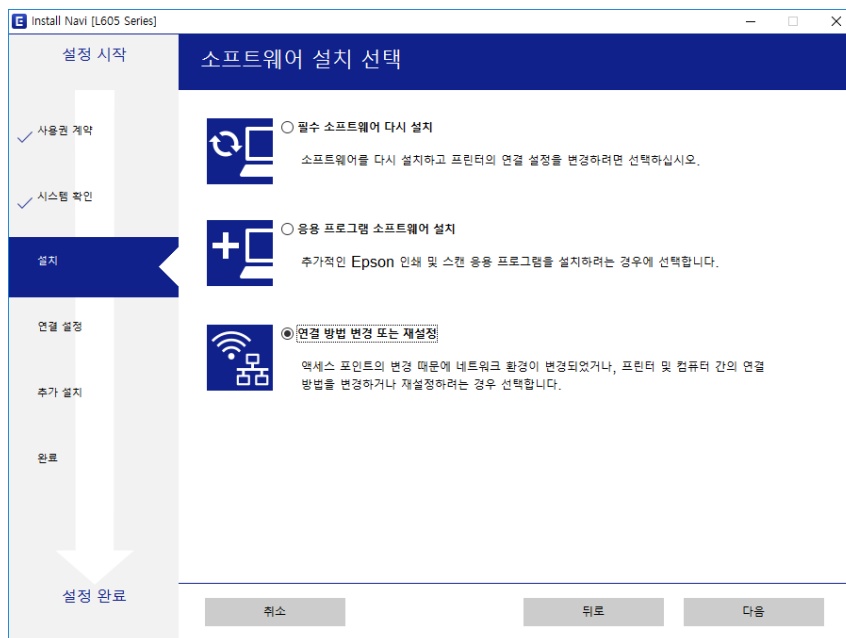 Install Navi [L605 Series]
설정 시작
소프트웨어 설치 선택
사용권 계약
시스템 확인
설치
연결 설정
추가 설치
완료
설정 완료
필수 소프트웨어 다시 설치
소프트웨어를 다시 설치하고 프린터의 연결 설정을 변경하려면 선택하십시오.
응용 프로그램 소프트웨어 설치
추가적인 Epson 인쇄 및 스캔 응용 프로그램을 설치하려는 경우에 선택합니다.
연결 방법 변경 또는 재설정
액세스 포인트의 변경 때문에 네트워크 환경이 변경되었거나, 프린터 및 컴퓨터 간의 연결
방법을 변경하거나 재설정하려는 경우 선택합니다.
취소
뒤로
다음